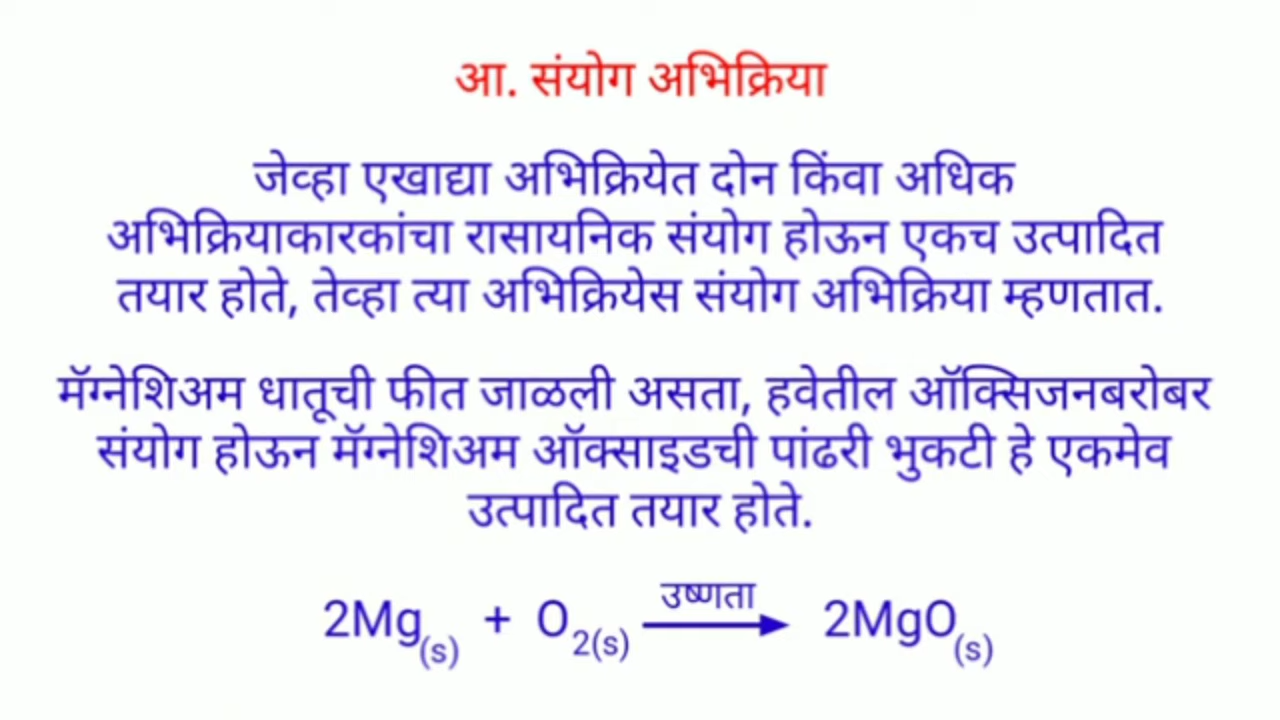 आ. संयोग अभिक्रिया
जेव्हा एखाद्या अभिक्रियेत दोन किंवा अधिक
अभिक्रियाकारकांचा रासायनिक संयोग होऊन एकच उत्पादित
तयार होते, तेव्हा त्या अभिक्रियेस संयोग अभिक्रिया म्हणतात.
मॅग्नेशिअम धातूची फीत जाळली असता, हवेतील ऑक्सिजनबरोबर
संयोग होऊन मॅग्नेशिअम ऑक्साइडची पांढरी भुकटी हे एकमेव
उत्पादित तयार होते.
उष्णता
2Mg(s) + O2(s) → 2MgO(s)